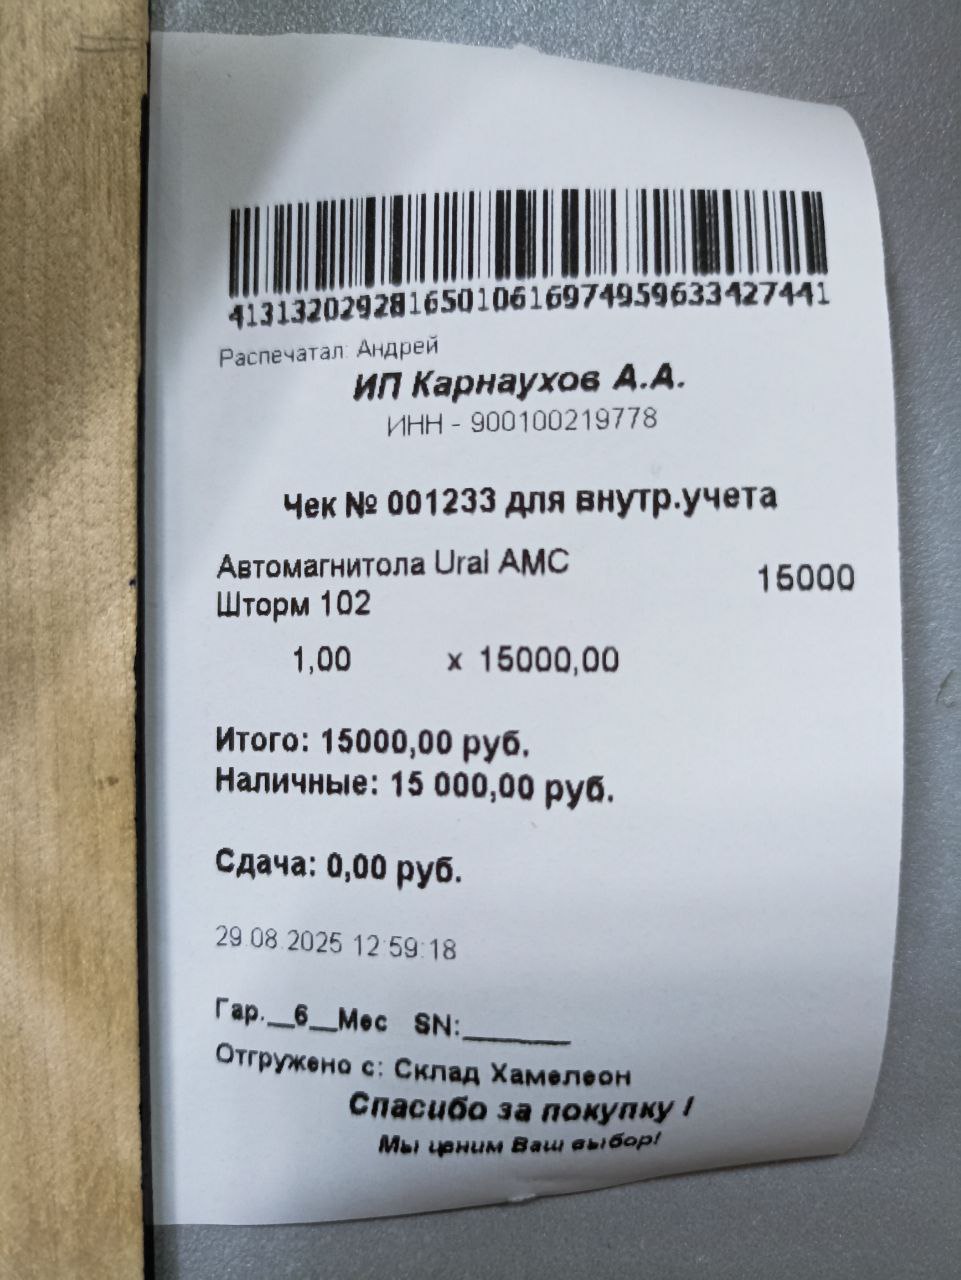 4131320292816501061697495963342744​1
Распечатал: Андрей
ИП Карнаухов А.А.
ИНН - 900100219778
Чек № 001233 для внутр.учета
Автомагнитола Ural АМС 15000
Шторм 102
1,00 x 15000,00
Итого: 15000,00 руб.
Наличные: 15 000,00 руб.
Сдача: 0,00 руб.
29.08.2025 12:59:18
Гар.__6__Мес SN:_______
Отгружено с: Склад Хамелеон
Спасибо за покупку !
Мы ценим Ваш выбор!